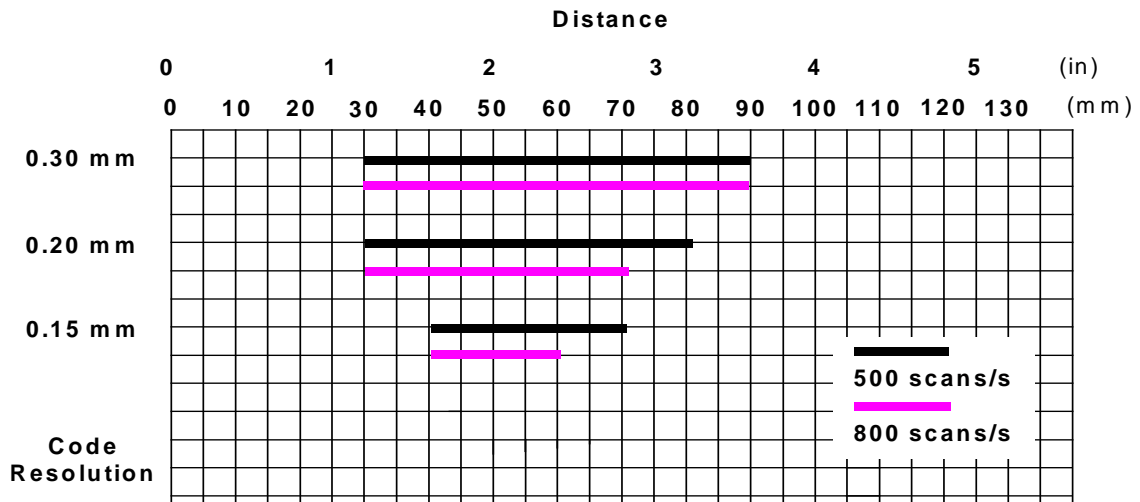 Distance
0 1 2 3 4 5 (in)
0 10 20 30 40 50 60 70 80 90 100 110 120 130 (mm)
0.30 mm
0.20 mm
0.15 mm
500 scans/s
800 scans/s
Code
Resolution